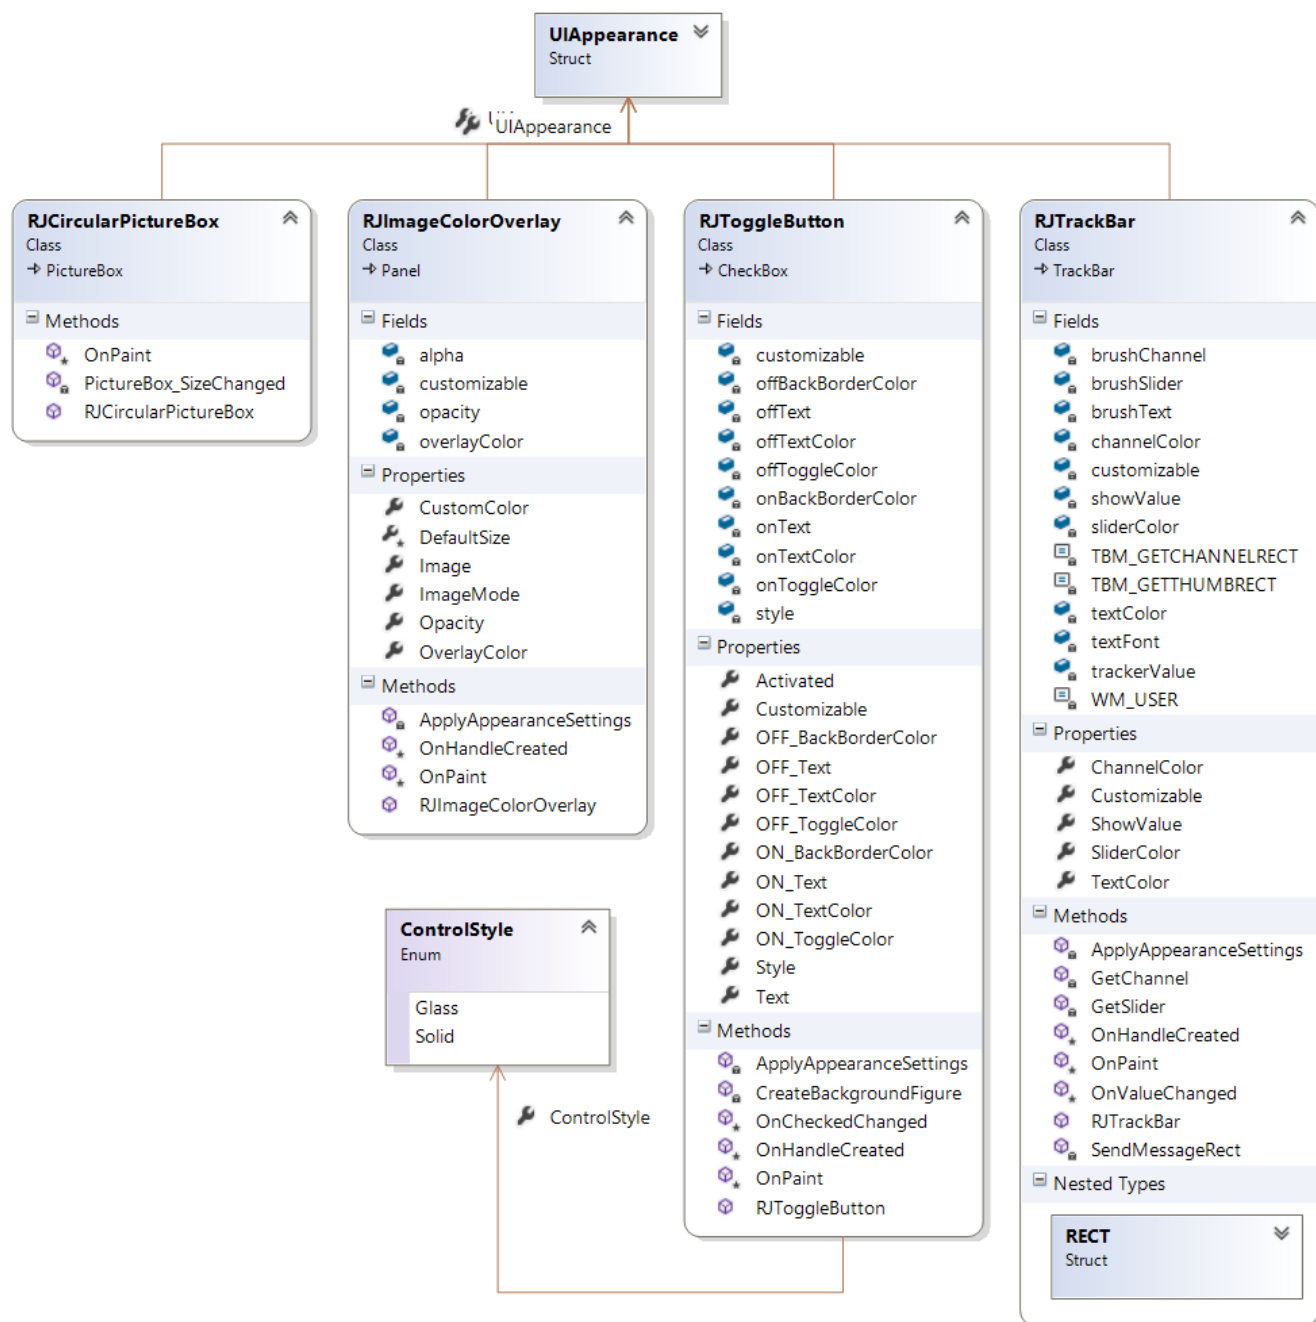 UIAppearance
Struct
UIAppearance
RJCircularPictureBox
Class
PictureBox
Methods
OnPaint
PictureBox_SizeChanged
RJCircularPictureBox
RJImageColorOverlay
Class
Panel
Fields
alpha
customizable
opacity
overlayColor
Properties
CustomColor
DefaultSize
Image
ImageMode
Opacity
OverlayColor
Methods
ApplyAppearanceSettings
OnHandleCreated
OnPaint
RJImageColorOverlay
RJToggleButton
Class
CheckBox
Fields
customizable
offBackBorderColor
offText
offTextColor
offToggleColor
onBackBorderColor
onText
onTextColor
onToggleColor
style
Properties
Activated
Customizable
OFF_BackBorderColor
OFF_Text
OFF_TextColor
OFF_ToggleColor
ON_BackBorderColor
ON_Text
ON_TextColor
ON_ToggleColor
Style
Text
Methods
ApplyAppearanceSettings
CreateBackgroundFigure
OnCheckedChanged
OnHandleCreated
OnPaint
RJToggleButton
RJTrackBar
Class
TrackBar
Fields
brushChannel
brushSlider
brushText
channelColor
customizable
showValue
sliderColor
TBM_GETCHANNELRECT
TBM_GETTHUMBRECT
textColor
textFont
trackerValue
WM_USER
Properties
ChannelColor
Customizable
ShowValue
SliderColor
TextColor
Methods
ApplyAppearanceSettings
GetChannel
GetSlider
OnHandleCreated
OnPaint
OnValueChanged
RJTrackBar
SendMessageRect
Nested Types
RECT
Struct
ControlStyle
Enum
Glass
Solid
ControlStyle